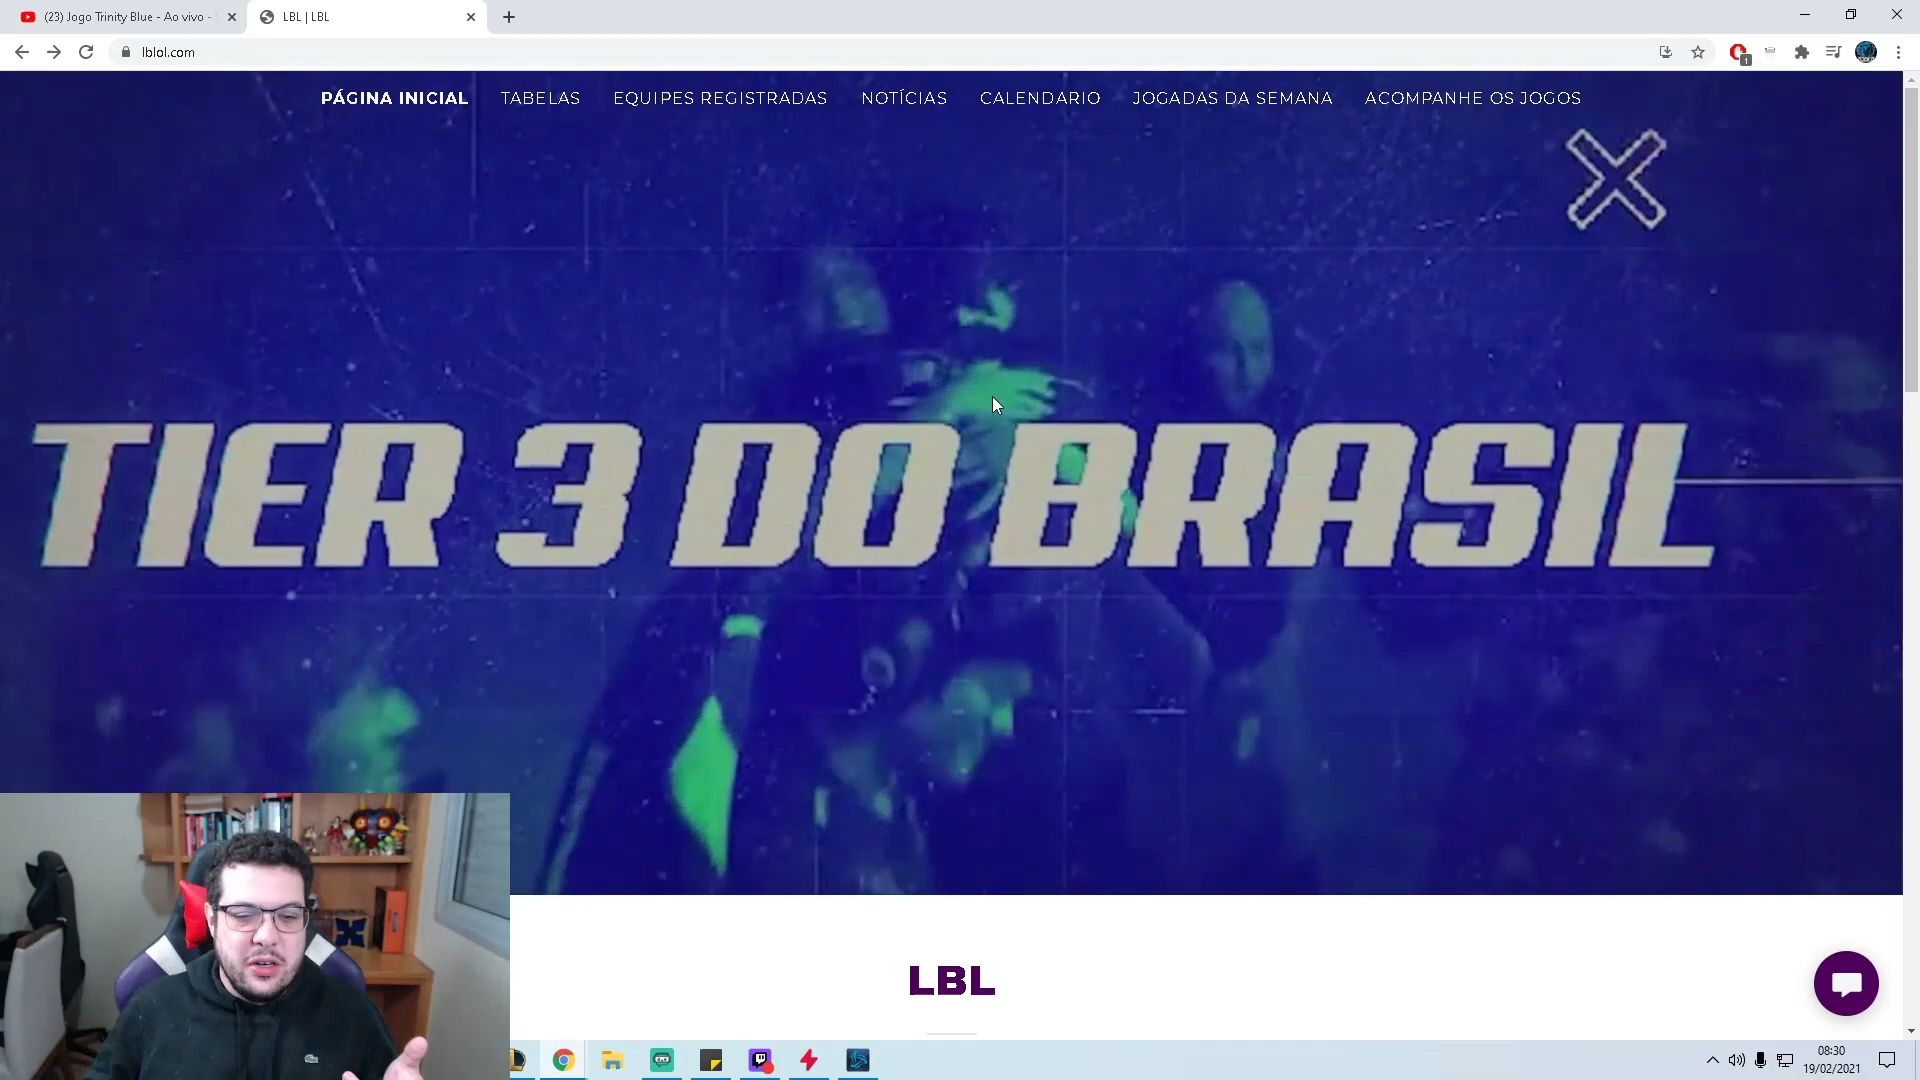 (23) Jogo Trinity Blue - Ao vivo -
LBL | LBL
lblol.com
1
PÁGINA INICIAL
TABELAS
EQUIPES REGISTRADAS
NOTÍCIAS
CALENDARIO
JOGADAS DA SEMANA
ACOMPANHE OS JOGOS
TIER 3 DO BRASIL
LBL
08:30
19/02/2021